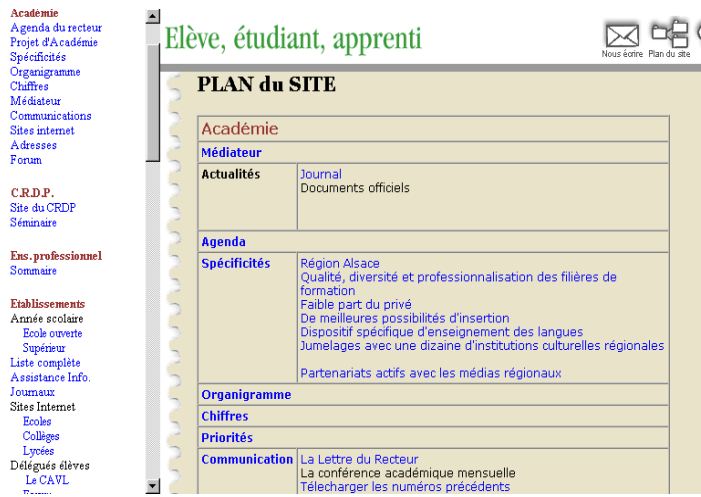 Académie
Agenda du recteur
Projet d'Académie
Spécificités
Organigramme
Chiffres
Médiateur
Communications
Sites internet
Adresses
Forum
C.R.D.P.
Site du CRDP
Séminaire
Ens. professionnel
Sommaire
Etablissements
Année scolaire
Ecole ouverte
Supérieur
Liste complète
Assistance Info.
Journaux
Sites Internet
Ecoles
Collèges
Lycées
Délégués élèves
Le CAVL
Forum
Elève, étudiant, apprenti
Nous écrire Plan du site
PLAN du SITE
Académie
Médiateur
Actualités Journal
Documents officiels
Agenda
Spécificités Région Alsace
Qualité, diversité et professionnalisation des filières de
formation
Faible part du privé
De meilleures possibilités d'insertion
Dispositif spécifique d'enseignement des langues
Jumelages avec une dizaine d'institutions culturelles régionales
Partenariats actifs avec les médias régionaux
Organigramme
Chiffres
Priorités
Communication La Lettre du Recteur
La conférence académique mensuelle
Télecharger les numéros précédents